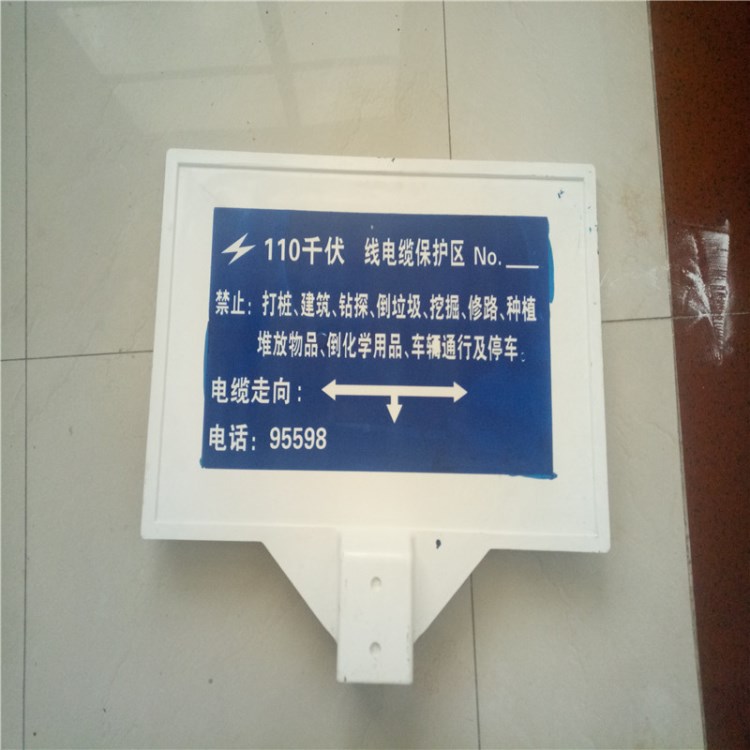 110千伏 线电缆保护区 No.___
禁止：打桩、建筑、钻探、倒垃圾、挖掘、修路、种植
堆放物品、倒化学用品、车辆通行及停车。
电缆走向：
电话：95598